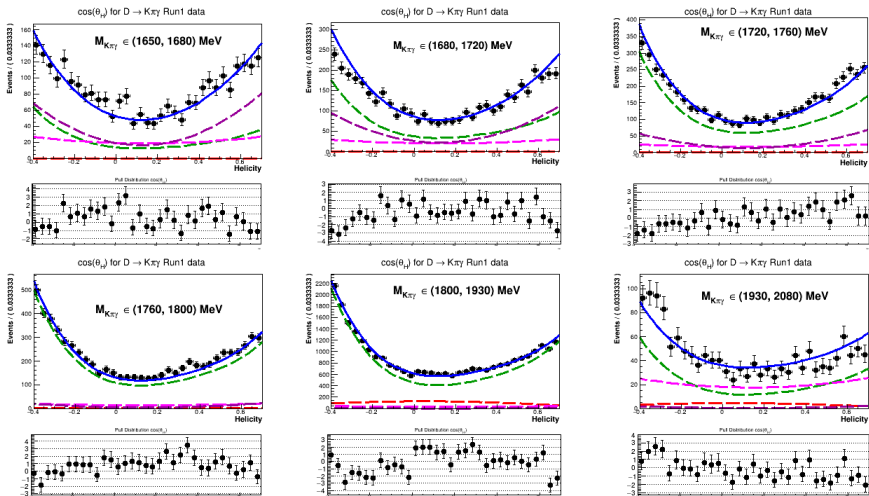 cos(θH) for D → Kπγ Run1 data
cos(θH) for D → Kπγ Run1 data
cos(θH) for D → Kπγ Run1 data
MKπγ ∈ (1650, 1680) MeV
MKπγ ∈ (1680, 1720) MeV
MKπγ ∈ (1720, 1760) MeV
Events / ( 0.0333333 )
Events / ( 0.0333333 )
Events / ( 0.0333333 )
Helicity
Helicity
Helicity
Pull Distribution cos(θH)
Pull Distribution cos(θH)
Pull Distribution cos(θH)
cos(θH) for D → Kπγ Run1 data
cos(θH) for D → Kπγ Run1 data
cos(θH) for D → Kπγ Run1 data
MKπγ ∈ (1760, 1800) MeV
MKπγ ∈ (1800, 1930) MeV
MKπγ ∈ (1930, 2080) MeV
Events / ( 0.0333333 )
Events / ( 0.0333333 )
Events / ( 0.0333333 )
Helicity
Helicity
Helicity
Pull Distribution cos(θH)
Pull Distribution cos(θH)
Pull Distribution cos(θH)